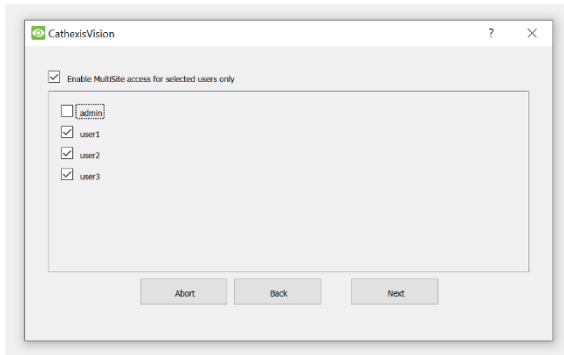 CathexisVision ?
Enable MultiSite access for selected users only
admin
user1
user2
user3
Abort Back Next